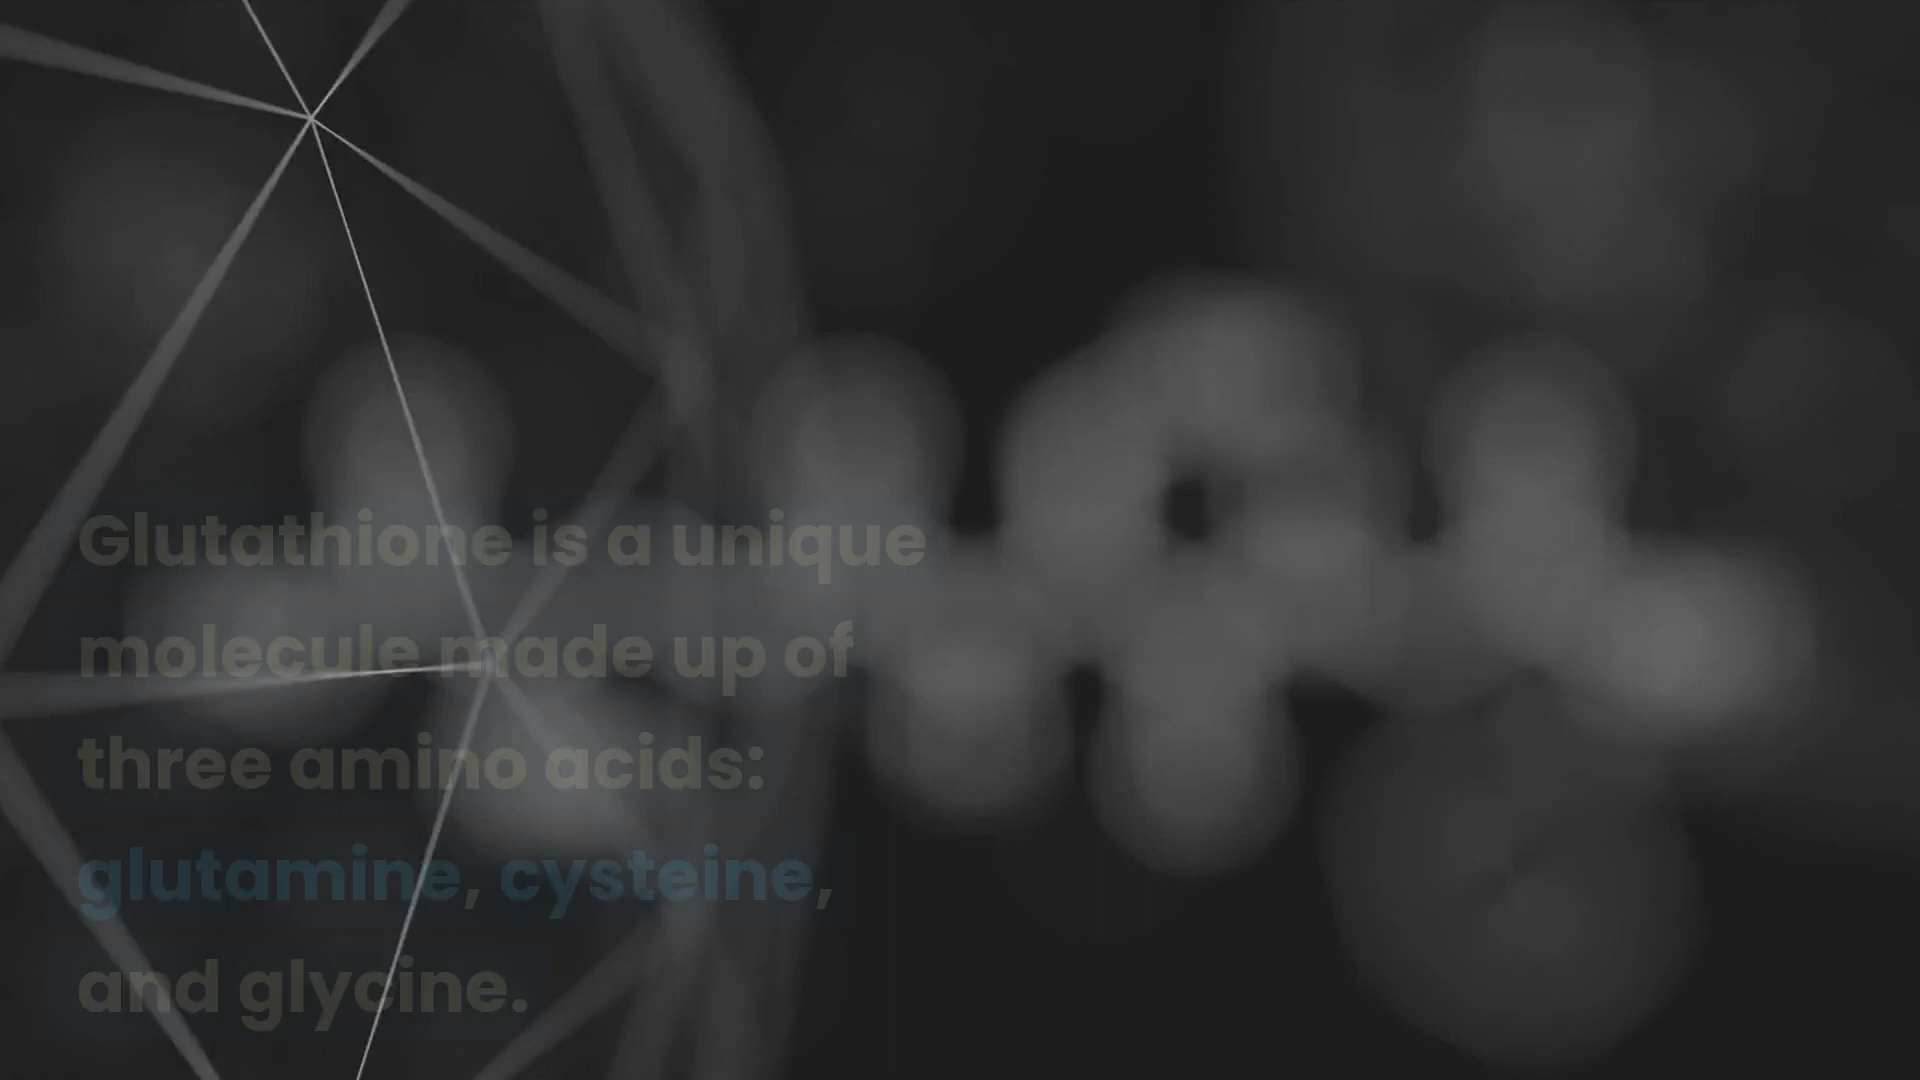 Glutathione is a unique
molecule made up of
three amino acids:
glutamine, cysteine,
and glycine.